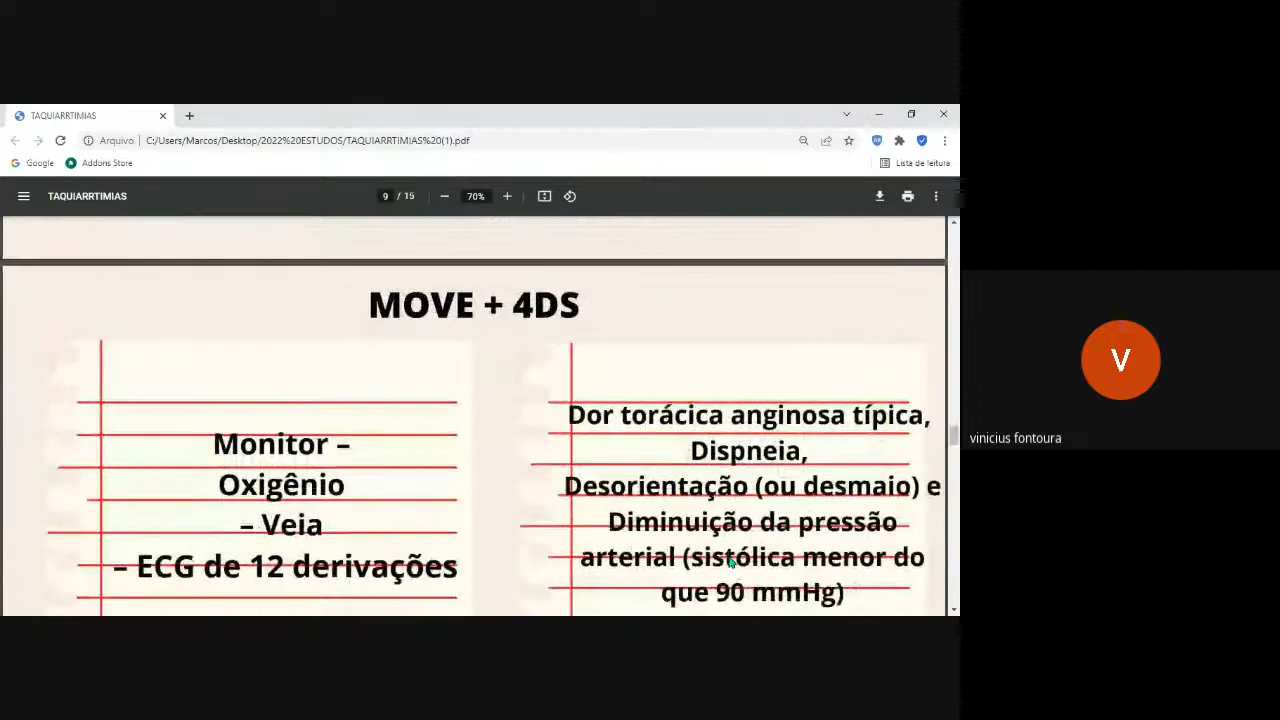 TAQUIARRTIMIAS
Arquivo
C:/Users/Marcos/Desktop/2022%20ESTUDOS/TAQUIARRTIMIAS%20(1).pdf
Google
Addons Store
Lista de leitura
TAQUIARRTIMIAS
9 / 15
70%
MOVE + 4DS
Monitor –
Oxigênio
– Veia
– ECG de 12 derivações
Dor torácica anginosa típica,
Dispneia,
Desorientação (ou desmaio) e
Diminuição da pressão
arterial (sistólica menor do
que 90 mmHg)
V
vinicius fontoura